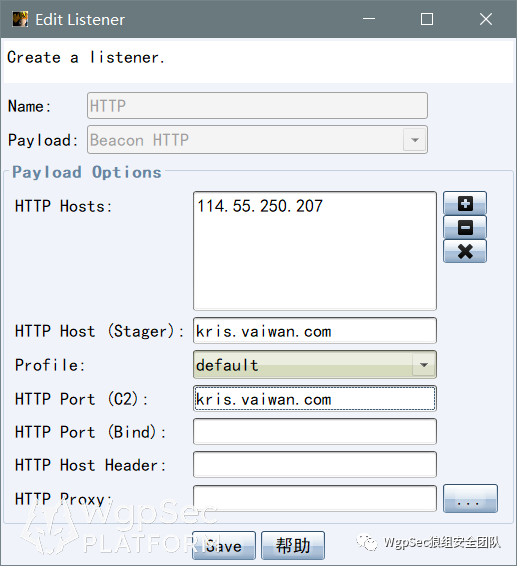 Edit Listener
Create a listener.
Name: HTTP
Payload: Beacon HTTP
Payload Options
HTTP Hosts: 114.55.250.207
HTTP Host (Stager): kris.vaiwan.com
Profile: default
HTTP Port (C2): kris.vaiwan.com
HTTP Port (Bind):
HTTP Host Header:
HTTP Proxy: ...
WgpSec
PLATFORM
Save 帮助
WgpSec狼组安全团队